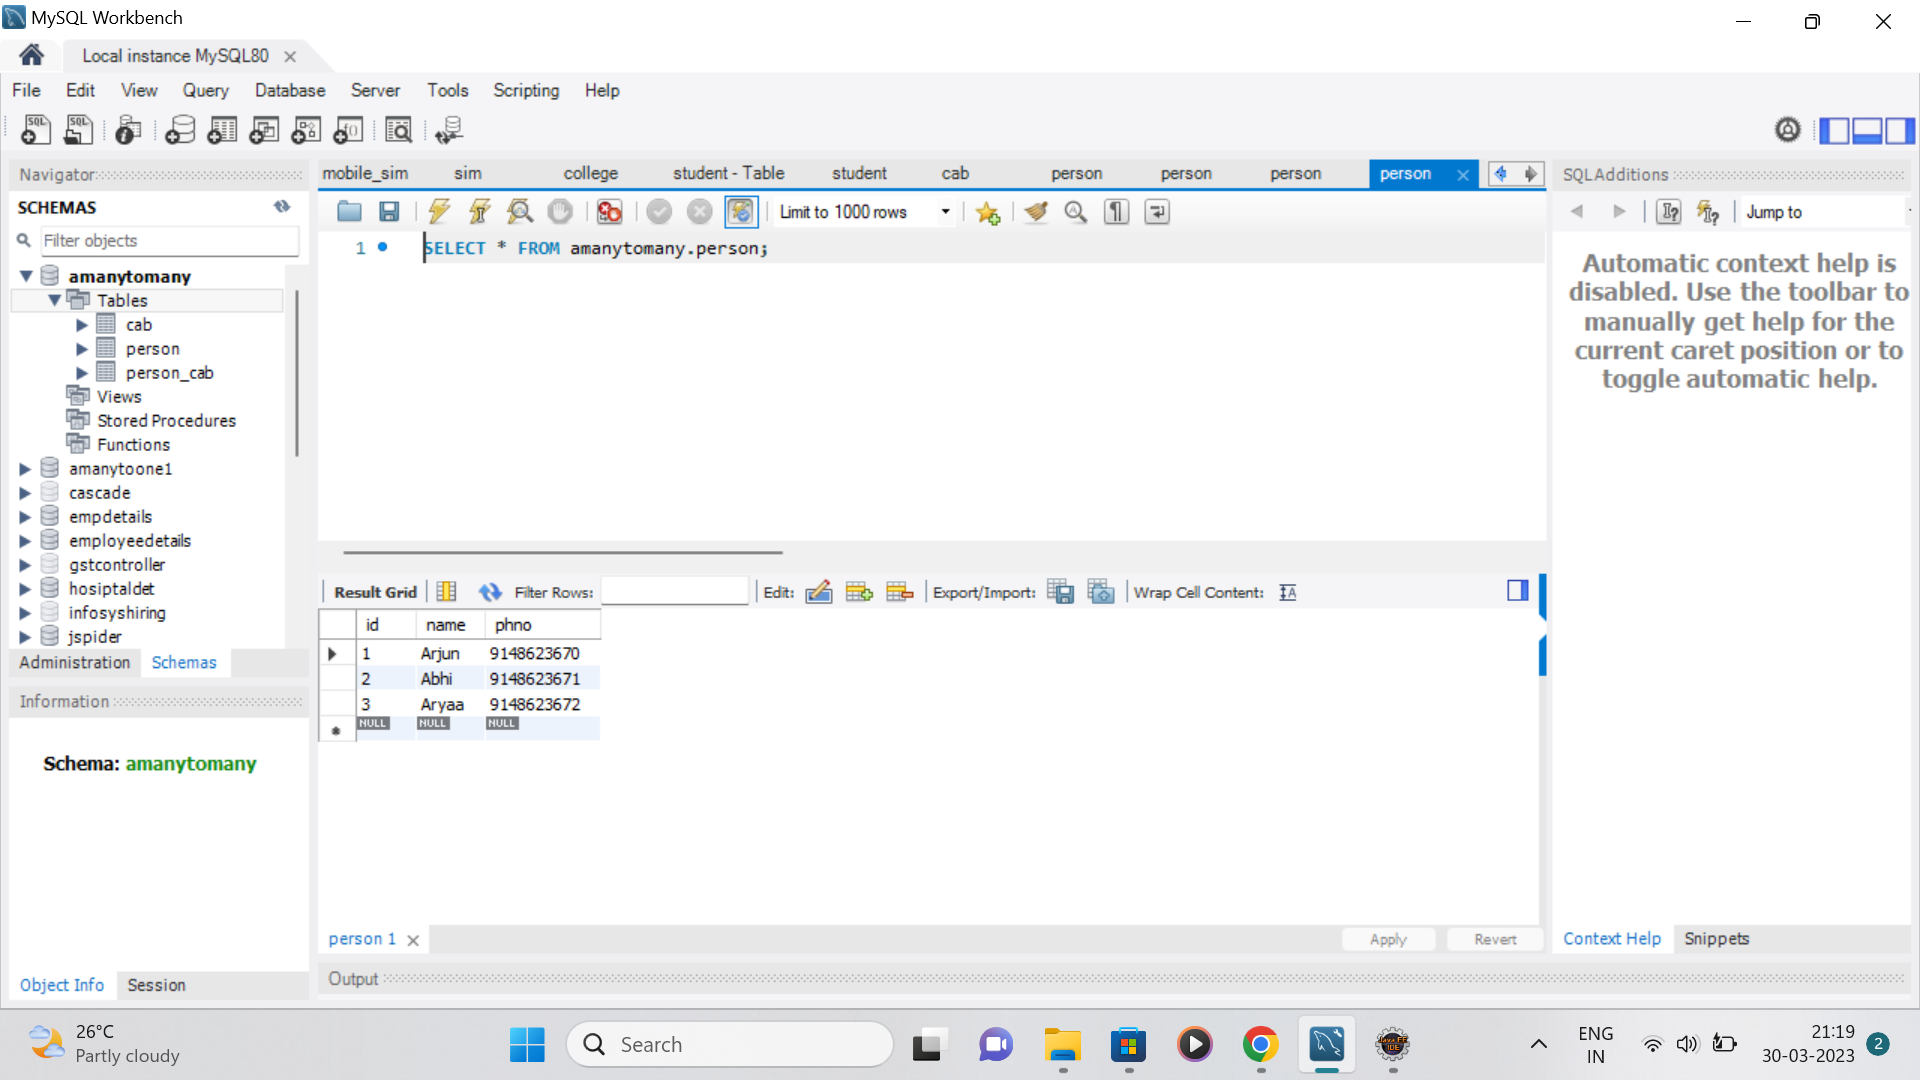 MySQL Workbench
Local instance MySQL80
File Edit View Query Database Server Tools Scripting Help
Navigator
SCHEMAS
Filter objects
amanytomany
Tables
cab
person
person_cab
Views
Stored Procedures
Functions
amanytoone1
cascade
empdetails
employeedetails
gstcontroller
hosiptaldet
infosyshiring
jspider
Administration Schemas
Information
Schema: amanytomany
Object Info Session
mobile_sim sim college student - Table student cab person person person person
Limit to 1000 rows
1 SELECT * FROM amanytomany.person;
Result Grid Filter Rows: Edit: Export/Import: Wrap Cell Content:
id name phno
1 Arjun 9148623670
2 Abhi 9148623671
3 Aryaa 9148623672
NULL NULL NULL
person 1 Apply Revert
Output
SQLAdditions
Jump to
Automatic context help is
disabled. Use the toolbar to
manually get help for the
current caret position or to
toggle automatic help.
Context Help Snippets
26°C
Partly cloudy
Search
ENG
IN
21:19
30-03-2023
2